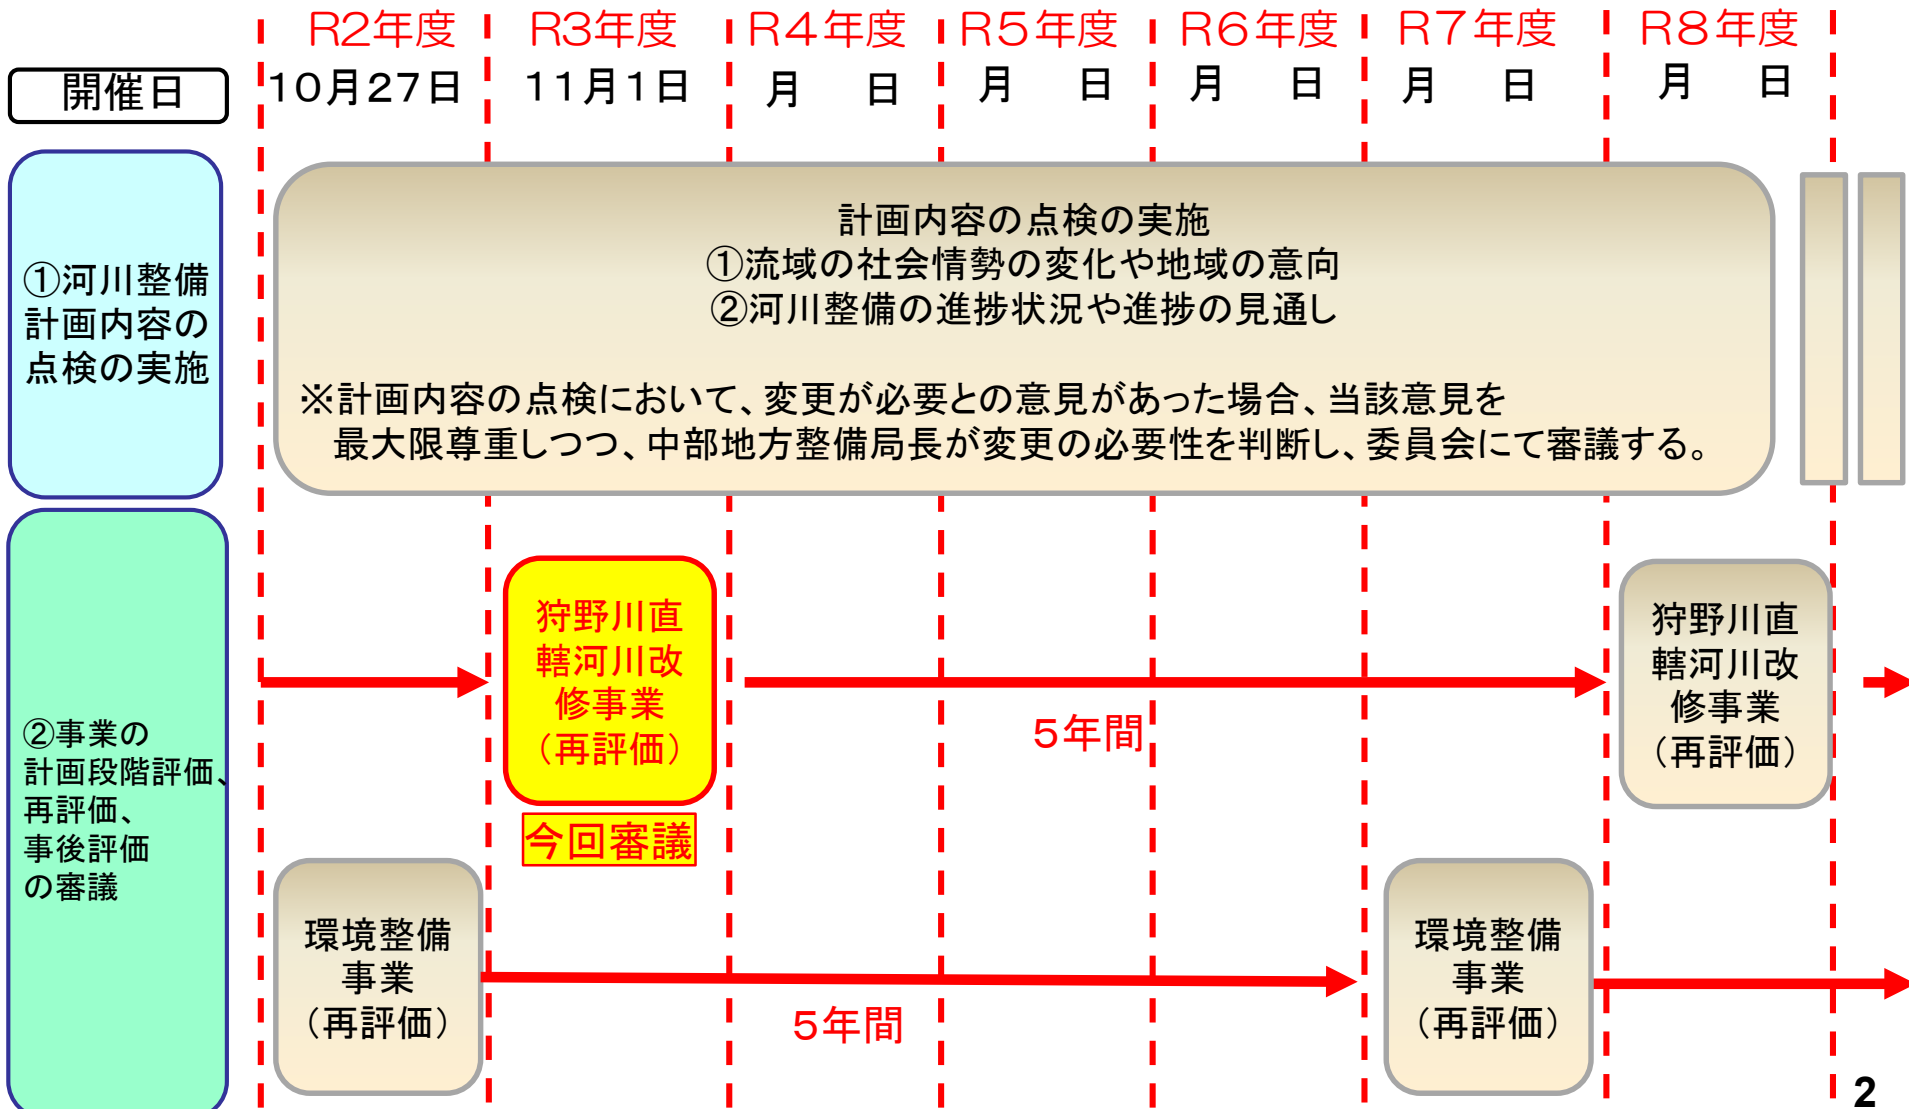 R2年度 R3年度 R4年度 R5年度 R6年度 R7年度 R8年度
開催日 10月27日 11月1日 月 日 月 日 月 日 月 日 月 日
①河川整備
計画内容の
点検の実施
計画内容の点検の実施
①流域の社会情勢の変化や地域の意向
②河川整備の進捗状況や進捗の見通し
※計画内容の点検において、変更が必要との意見があった場合、当該意見を
最大限尊重しつつ、中部地方整備局長が変更の必要性を判断し、委員会にて審議する。
②事業の
計画段階評価、
再評価、
事後評価
の審議
狩野川直
轄河川改
修事業
（再評価）
今回審議
5年間
狩野川直
轄河川改
修事業
（再評価）
環境整備
事業
（再評価）
5年間
環境整備
事業
（再評価）
2